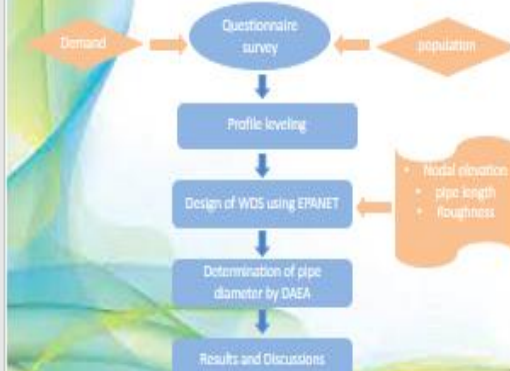 Demand
Questionnaire
survey
population
Profile leveling
• Nodal elevation
• pipe length
• Roughness
Design of WDS using EPANET
Determination of pipe
diameter by DAEA
Results and Discussions